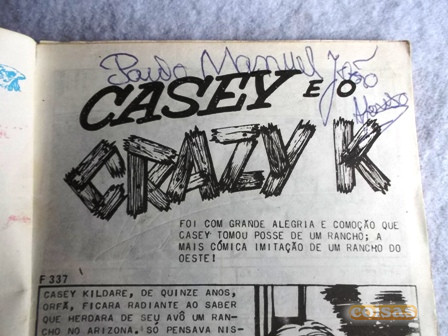 Paulo Manuel João
CASEY E O
CRAZY K
FOI COM GRANDE ALEGRIA E COMOÇÃO QUE
CASEY TOMOU POSSE DE UM RANCHO; A
MAIS CÔMICA IMITAÇÃO DE UM RANCHO DO
OESTE!
F 337
CASEY KILDARE, DE QUINZE ANOS,
ORFÃ, FICARA RADIANTE AO SABER
QUE HERDARA DE SEU AVÔ UM RAN-
CHO NO ARIZONA. SÓ PENSAVA NIS-
coisas